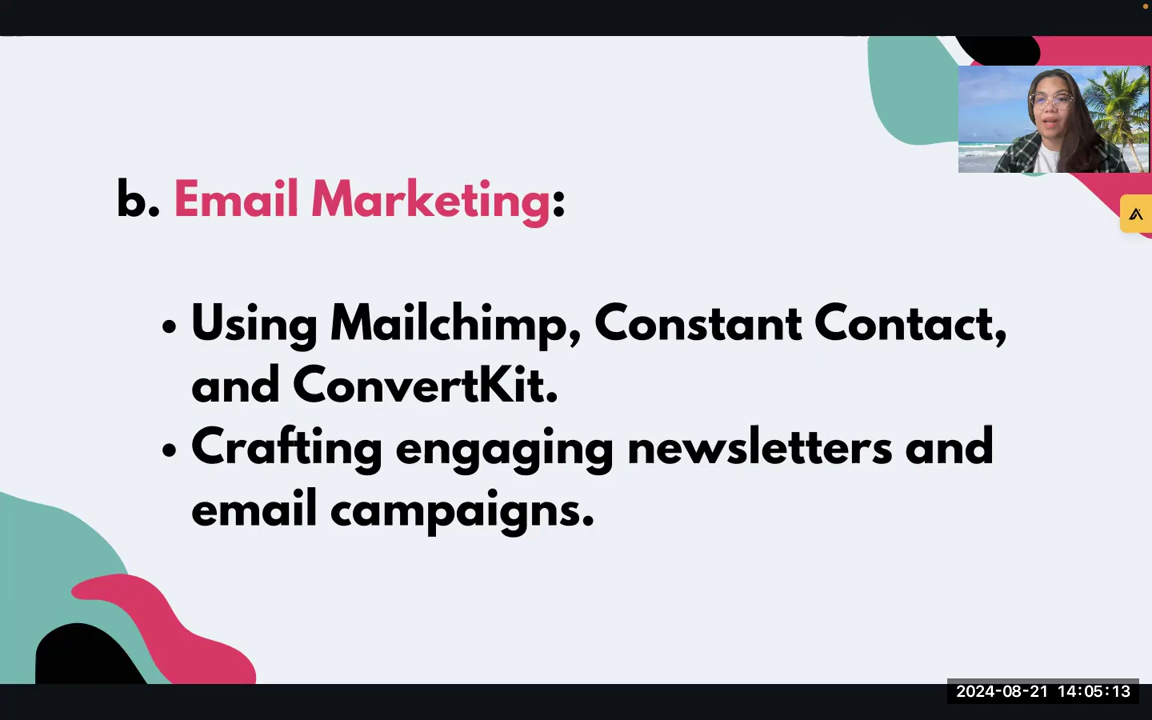 b. Email Marketing:
• Using Mailchimp, Constant Contact,
and ConvertKit.
• Crafting engaging newsletters and
email campaigns.
2024-08-21 14:05:13